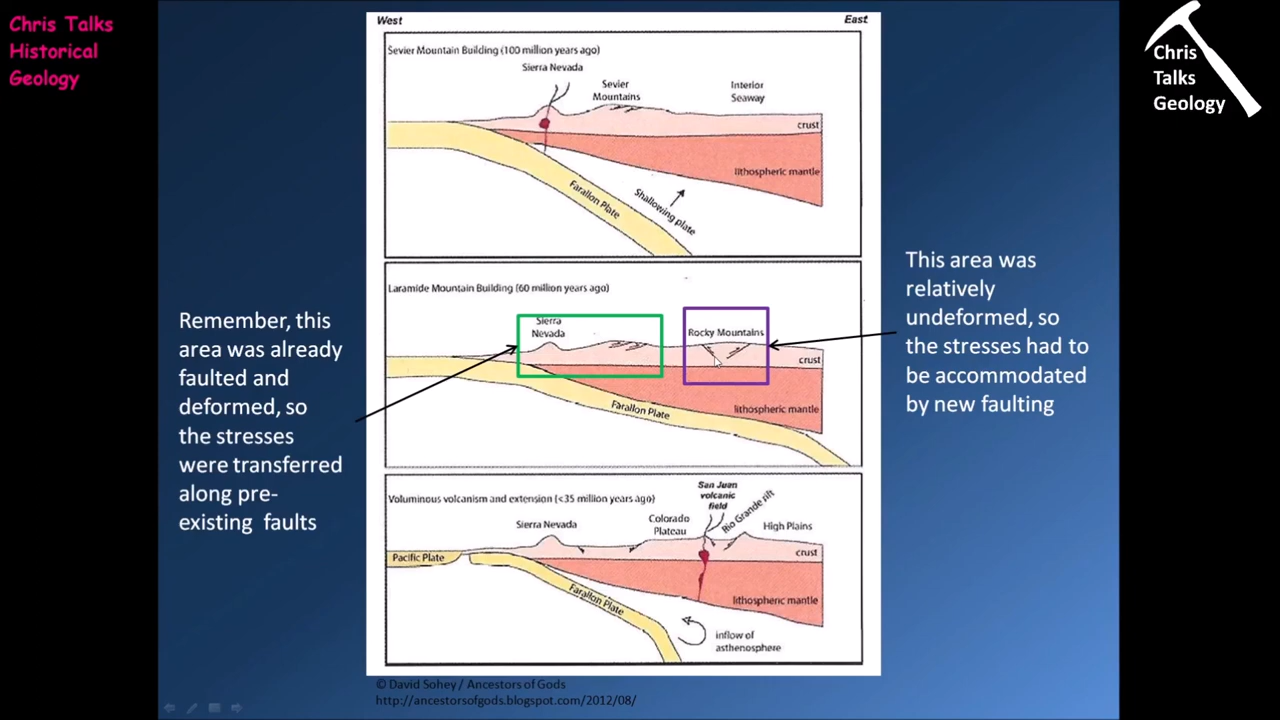 Chris Talks
Historical
Geology
West
East
Chris
Talks
Geology
Sevier Mountain Building (100 million years ago)
Sierra Nevada
Sevier
Mountains
Interior
Seaway
crust
lithospheric mantle
Farallon Plate
Shallowing plate
Laramide Mountain Building (60 million years ago)
Sierra
Nevada
Rocky Mountains
crust
Farallon Plate
lithospheric mantle
Remember, this
area was already
faulted and
deformed, so
the stresses
were transferred
along pre-
existing faults
This area was
relatively
undeformed, so
the stresses had to
be accommodated
by new faulting
Voluminous volcanism and extension (<35 million years ago)
San Juan
volcanic
field
Rio Grande rift
Sierra Nevada
Colorado
Plateau
High Plains
Pacific Plate
crust
Farallon Plate
lithospheric mantle
inflow of
asthenosphere
© David Sohey / Ancestors of Gods
http://ancestorsofgods.blogspot.com/2012/08/